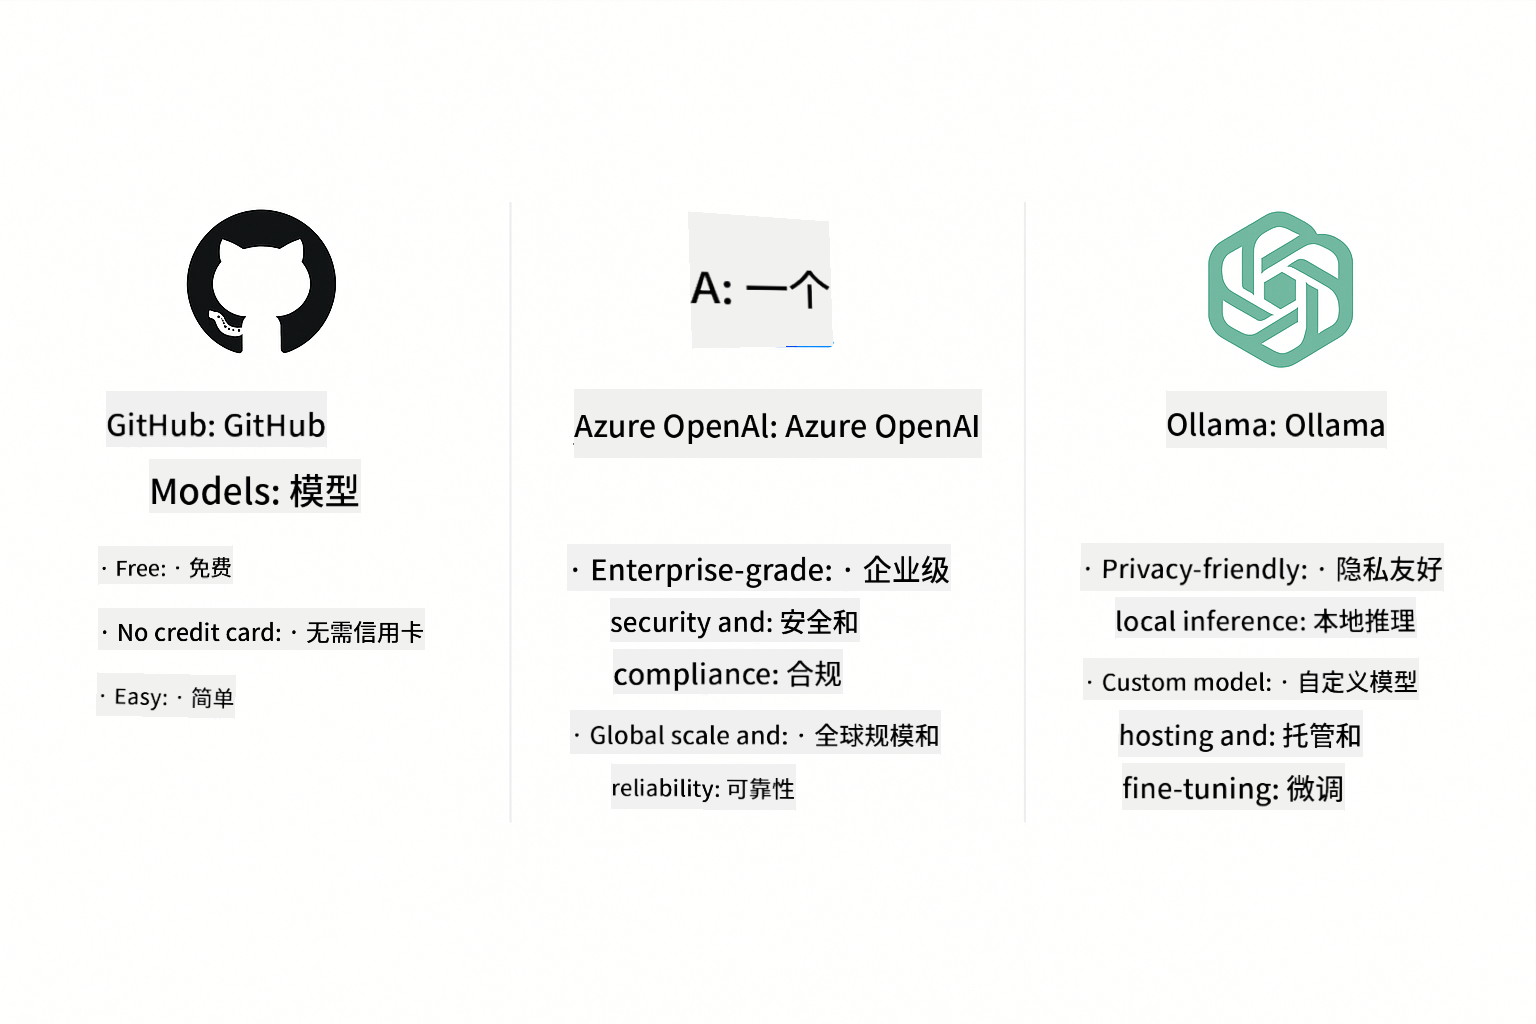 GitHub: GitHub
Models: 模型
· Free: · 免费
· No credit card: · 无需信用卡
· Easy: · 简单
A: 一个
Azure OpenAl: Azure OpenAI
· Enterprise-grade: · 企业级
security and: 安全和
compliance: 合规
· Global scale and: · 全球规模和
reliability: 可靠性
Ollama: Ollama
· Privacy-friendly: · 隐私友好
local inference: 本地推理
· Custom model: · 自定义模型
hosting and: 托管和
fine-tuning: 微调